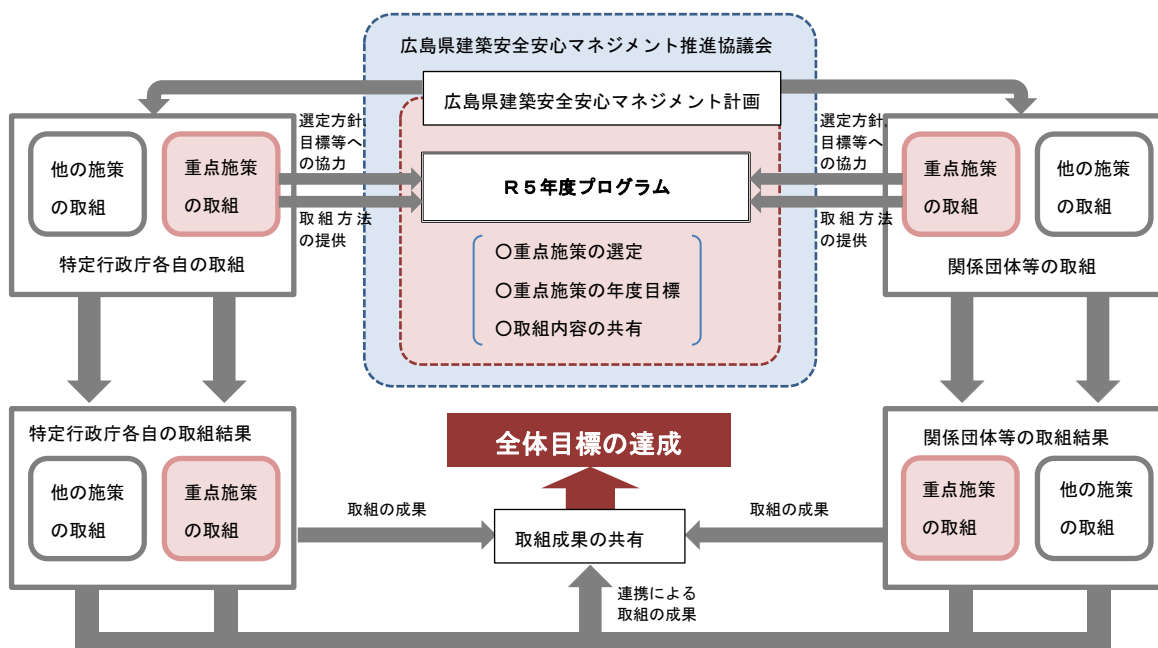 広島県建築安全安心マネジメント推進協議会
広島県建築安全安心マネジメント計画
選定方針,
目標等へ
の協力
他の施策
の取組
重点施策
の取組
取組方法
の提供
特定行政庁各自の取組
R5年度プログラム
○重点施策の選定
○重点施策の年度目標
○取組内容の共有
選定方針,
目標等へ
の協力
重点施策
の取組
他の施策
の取組
取組方法
の提供
関係団体等の取組
特定行政庁各自の取組結果
他の施策
の取組
重点施策
の取組
取組の成果
全体目標の達成
取組成果の共有
取組の成果
関係団体等の取組結果
重点施策
の取組
他の施策
の取組
連携による
取組の成果